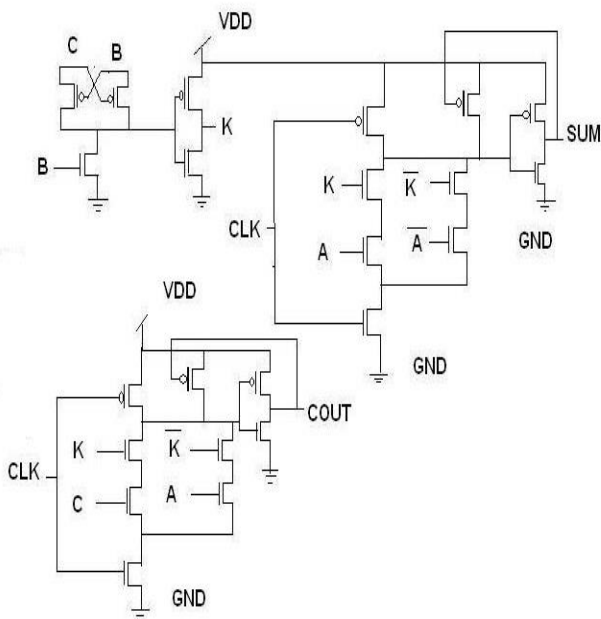 VDD
C B
K
SUM
B
K
K̅
CLK
A
A̅
GND
VDD
GND
COUT
K
K̅
CLK
C
A
GND